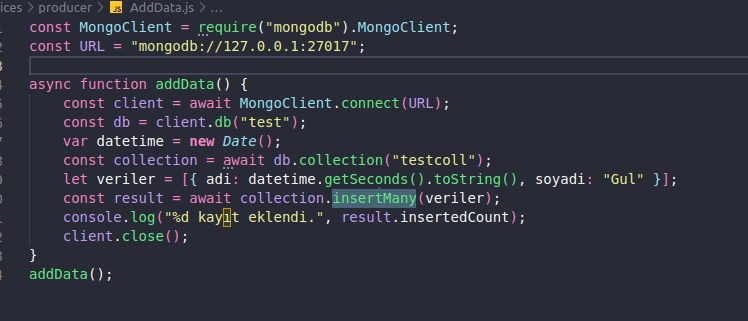 ices > producer > JS AddData.js > ...
const MongoClient = require("mongodb").MongoClient;
const URL = "mongodb://127.0.0.1:27017";
3
async function addData() {
const client = await MongoClient.connect(URL);
const db = client.db("test");
var datetime = new Date();
const collection = await db.collection("testcoll");
let veriler = [{ adi: datetime.getSeconds().toString(), soyadi: "Gul" }];
const result = await collection.insertMany(veriler);
console.log("%d kayıt eklendi.", result.insertedCount);
client.close();
}
addData();